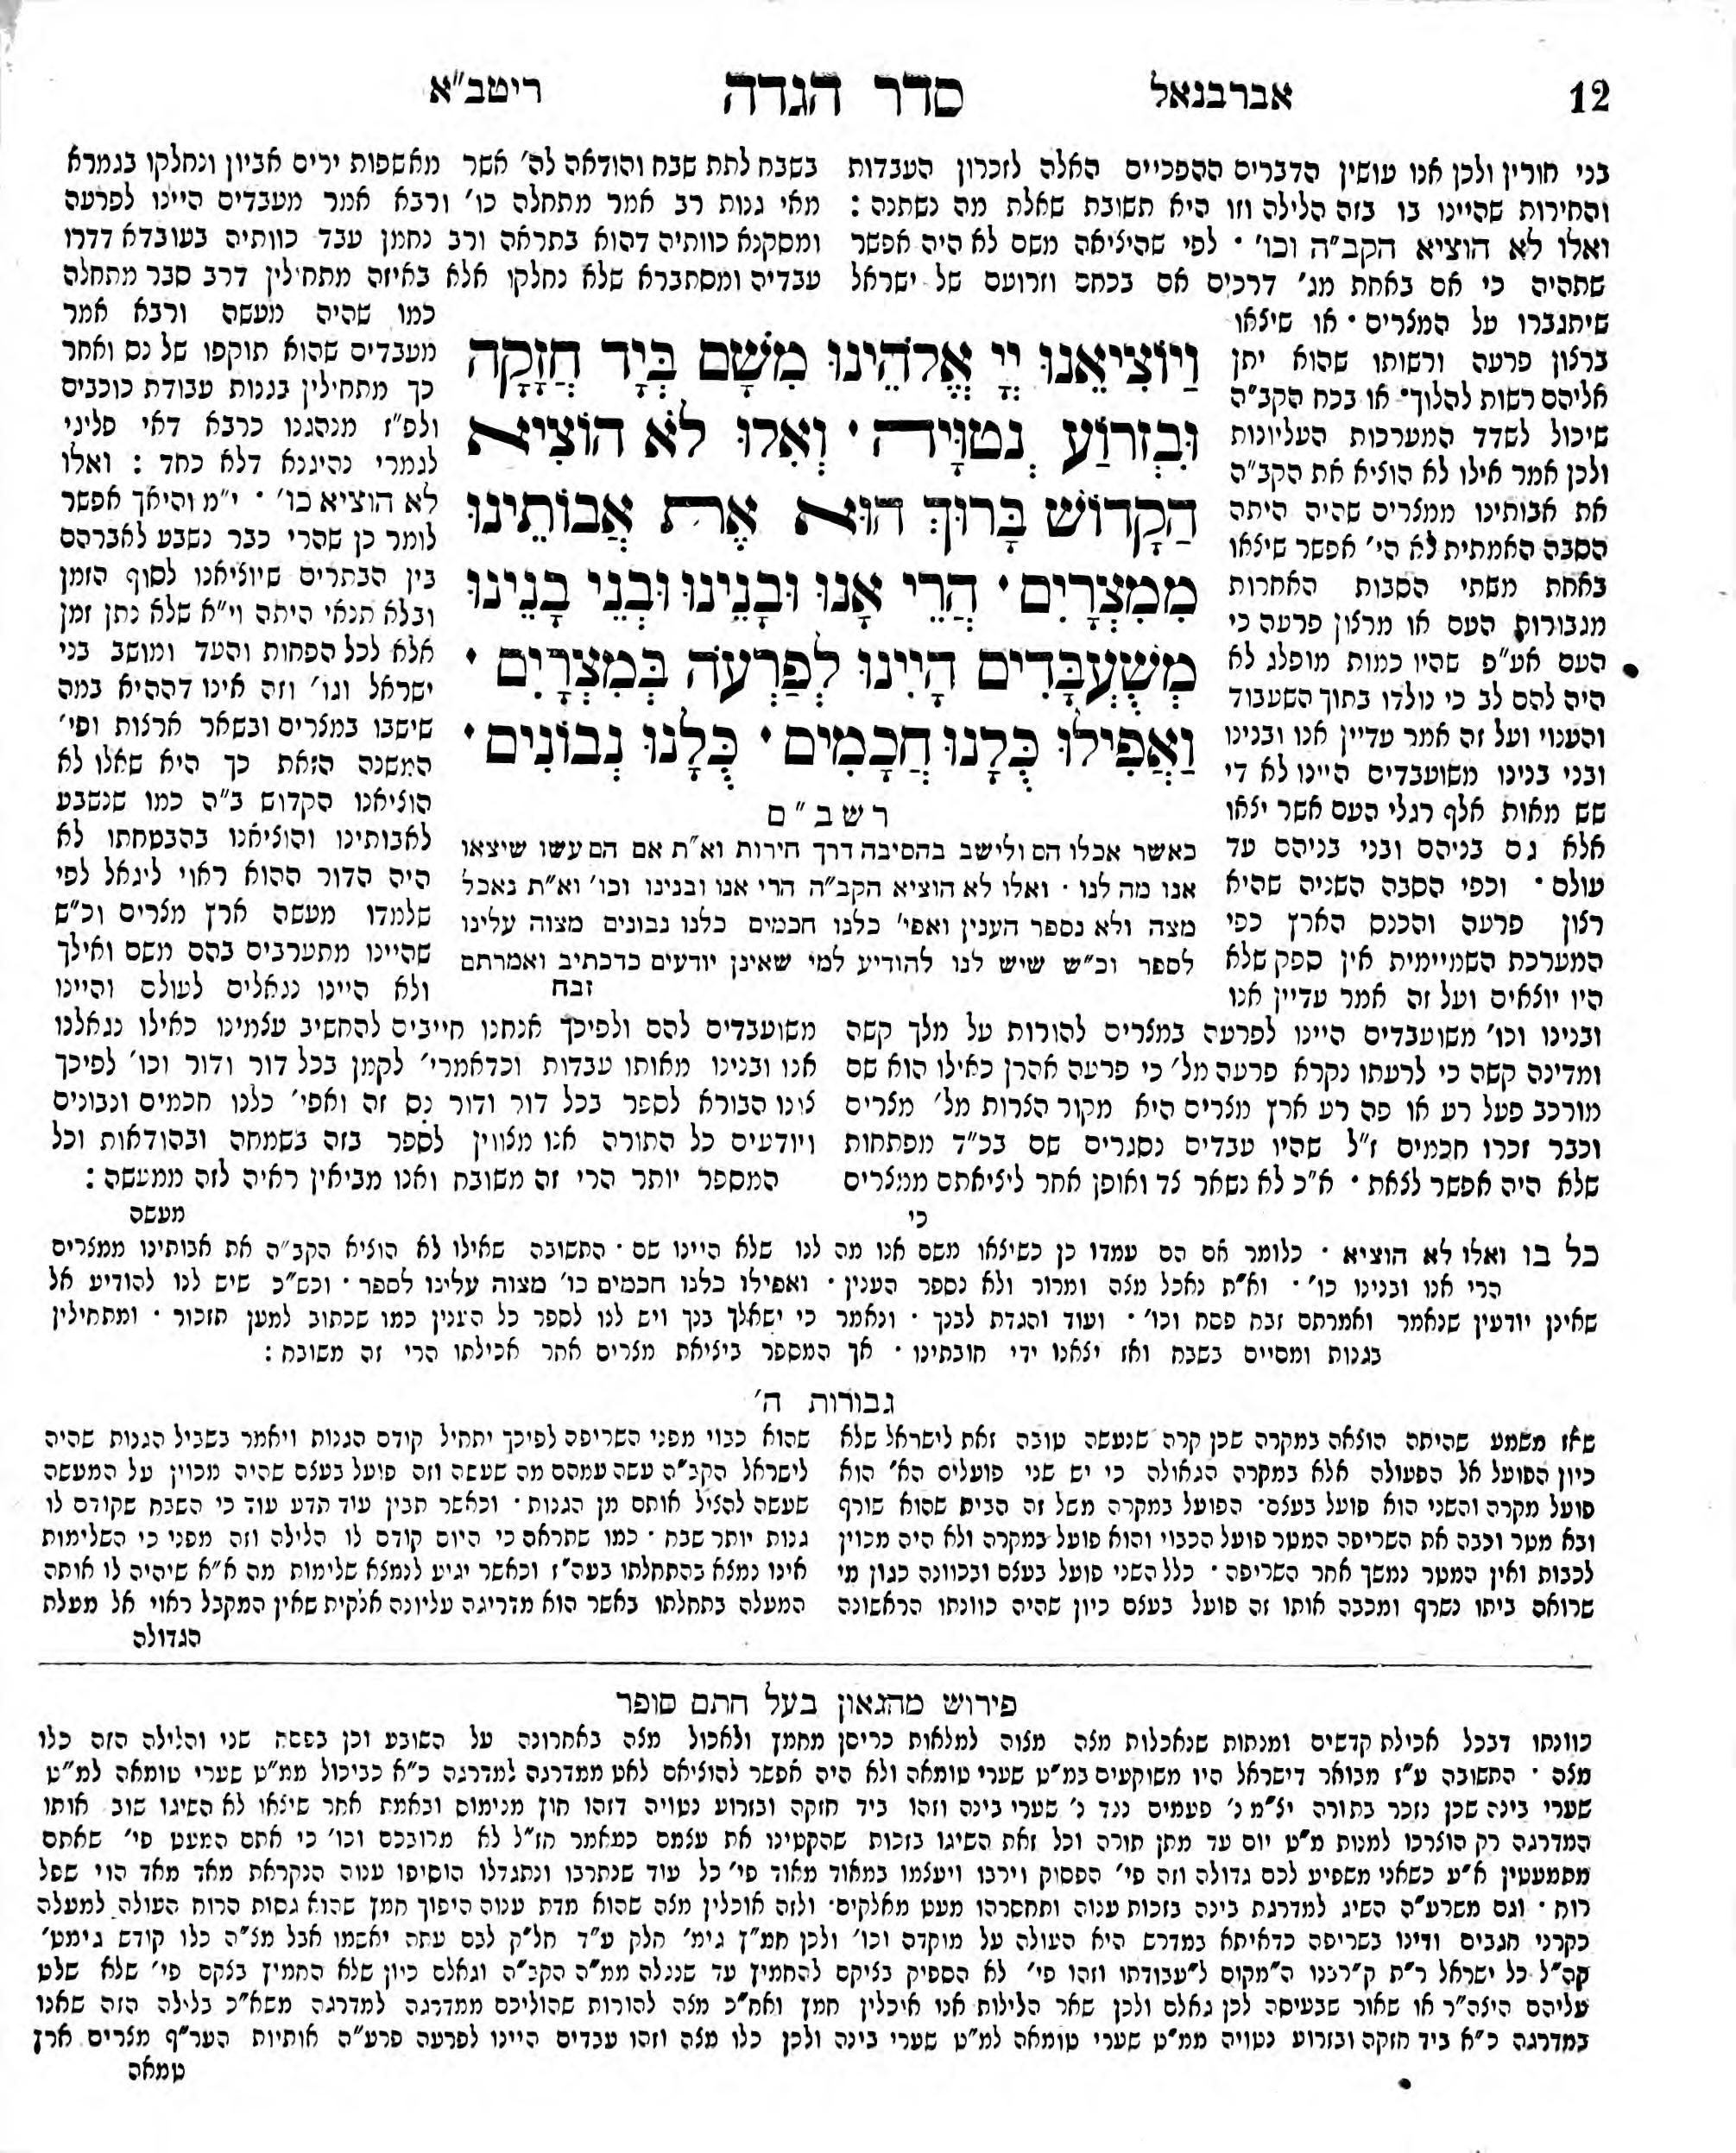 12
אברבנאל
סדר הגדה
ריטב"א
בני חורין ולכן אנו עושין הדברים ההפכיים האלה לזכרון העבדות
והחירות שהיינו בו בזה הלילה וזו היא תשובת שאלת מה נשתנה :
ואלו לא הוציא הקב"ה וכו' · לפי שהיציאה משם לא היה אפשר
שתהיה כי אם באחת מג' דרכים אם בכחם וזרועם של ישראל
שיתגברו על המצרים · או שיצאו
ברצון פרעה ורשותו שהוא יתן
אליהם רשות להלוך · או בכח הקב"ה
שיכול לשדד המערכות העליונות
ולכן אמר אילו לא הוציא את הקב"ה
את אבותינו ממצרים שהיה היתה
הסבה האמתית לא הי' אפשר שיצאו
באחת משתי הסבות האחרות
מגבורות העם או מרצון פרעה כי
העם אע"פ שהיו כמות מופלג לא
היה להם לב כי נולדו בתוך השעבוד
והענוי ועל זה אמר עדיין אנו ובנינו
ובני בנינו משועבדים היינו לא די
שש מאות אלף רגלי העם אשר יצאו
אלא גם בניהם ובני בניהם עד
עולם · וכפי הסבה השניה שהיא
רצון פרעה והכנס הארץ כפי
המערכת השמיימית אין ספק שלא
היו יוצאים ועל זה אמר עדיין אנו
ובנינו וכו' משועבדים היינו לפרעה במצרים להורות על מלך קשה
ומדינה קשה כי לרעתו נקרא פרעה מל' כי פרעה אהרן כאילו הוא שם
מורכב פעל רע או פה רע ארץ מצרים היא מקור הצרות מל' מצרים
וכבר זכרו חכמים ז"ל שהיו עבדים נסגרים שם בכ"ד מפתחות
שלא היה אפשר לצאת · א"כ לא נשאר צד ואופן אחר ליציאתם ממצרים
כי
בשבח לתת שבח והודאה לה' אשר מאשפות ירים אביון ונחלקו בגמרא
מאי גנות רב אמר מתחלה כו' ורבא אמר מעבדים היינו לפרעה
ומסקנא כוותיה דהוא בתראה ורב נחמן עבד כוותיה בעובדא דדרו
עבדיה ומסתברא שלא נחלקו אלא באיזה מתחילין דרב סבר מתחלה
כמו שהיה מעשה ורבא אמר
מעבדים שהוא תוקפו של נס ואחר
כך מתחילין בגנות עבודת כוכבים
ולפ"ז מנהגנו כרבא דאי פליגי
לגמרי נהיגנא דלא כחד : ואלו
לא הוציא כו' · י"מ והיאך אפשר
לומר כן שהרי כבר נשבע לאברהם
בין הבתרים שיוציאנו לסוף הזמן
ובלא תנאי היתה וי"א שלא נתן זמן
אלא לכל הפחות והעד ומושב בני
ישראל וגו' וזה אינו דההיא במה
שישבו במצרים ובשאר ארצות ופי'
המשנה הזאת כך היא שאלו לא
הוציאנו הקדוש ב"ה כמו שנשבע
לאבותינו והוציאנו בהבטחתו לא
היה הדור ההוא ראוי ליגאל לפי
שלמדו מעשה ארץ מצרים וכ"ש
שהיינו מתערבים בהם משם ואילך
ולא היינו נגאלים לעולם והיינו
משועבדים להם ולפיכך אנחנו חייבים להחשיב עצמינו כאילו נגאלנו
אנו ובנינו מאותו עבדות וכדאמרי' לקמן בכל דור ודור וכו' לפיכך
צינו הבורא לספר בכל דור ודור נס זה ואפי' כלנו חכמים ונבונים
ויודעים כל התורה אנו מצווין לספר בזה בשמחה ובהודאות וכל
המספר יותר הרי זה משובח ואנו מביאין ראיה לזה ממעשה :
מעשה
וַיּוֹצִיאֵנוּ יְיָ אֱלֹהֵינוּ מִשָּׁם בְּיָד חֲזָקָה
וּבִזְרוֹעַ נְטוּיָה · וְאִלּוּ לֹא הוֹצִיא
הַקָּדוֹשׁ בָּרוּךְ הוּא אֶת אֲבוֹתֵינוּ
מִמִּצְרַיִם · הֲרֵי אָנוּ וּבָנֵינוּ וּבְנֵי בָנֵינוּ
מְשֻׁעְבָּדִים הָיִינוּ לְפַרְעֹה בְּמִצְרָיִם ·
וַאֲפִילוּ כֻּלָּנוּ חֲכָמִים · כֻּלָּנוּ נְבוֹנִים ·
רשב"ם
כאשר אכלו הם ולישב בהסיבה דרך חירות וא"ת אם הם עשו שיצאו
אנו מה לנו · ואלו לא הוציא הקב"ה הרי אנו ובנינו וכו' וא"ת נאכל
מצה ולא נספר הענין ואפי' כלנו חכמים כלנו נבונים מצוה עלינו
לספר וכ"ש שיש לנו להודיע למי שאינן יודעים כדכתיב ואמרתם
זבח
כל בו ואלו לא הוציא · כלומר אם הם עמדו כן כשיצאו משם אנו מה לנו שלא היינו שם · התשובה שאילו לא הוציא הקב"ה את אבותינו ממצרים
הרי אנו ובנינו כו' · וא"ת נאכל מצה ומרור ולא נספר הענין · ואפילו כלנו חכמים כו' מצוה עלינו לספר · וכש"כ שיש לנו להודיע אל
שאינן יודעין שנאמר ואמרתם זבח פסח וכו' · ועוד והגדת לבנך · ונאמר כי ישאלך בנך ויש לנו לספר כל הענין כמו שכתוב למען תזכור · ומתחילין
בגנות ומסיים בשבח ואז יצאנו ידי חובתינו · אך המספר ביציאת מצרים אחר אכילתו הרי זה משובח :
גבורות ה'
שאז משמע שהיתה הוצאה במקרה שכן קרה שנעשה טובה זאת לישראל שלא
כיון הפועל אל הפעולה אלא במקרה הגאולה כי יש שני פועלים הא' הוא
פועל מקרה והשני הוא פועל בעצם · הפועל במקרה משל זה הבית שהוא שורף
ובא מטר וכבה את השריפה המטר פועל הכבוי והוא פועל במקרה ולא היה מכוין
לכבות ואין המטר נמשך אחר השריפה · כלל השני פועל בעצם ובכוונה כגון מי
שרואה ביתו נשרף ומכבה אותו זה פועל בעצם כיון שהיה כוונתו הראשונה
שהוא כבוי מפני השריפה לפיכך יתחיל קודם הגנות ויאמר בשביל הגנות שהיה
לישראל הקב"ה עשה עמהם מה שעשה וזה פועל בעצם שהיה מכוין על המעשה
שעשה להציל אותם מן הגנות · וכאשר תבין עוד תדע עוד כי השבח שקודם לו
גנות יותר שבח · כמו שתראה כי היום קודם לו הלילה וזה מפני כי השלימות
אינו נמצא בהתחלתו בעה"ז וכאשר יגיע לנמצא שלימות מה א"א שיהיה לו אותה
המעלה בתחלתו באשר הוא מדריגה עליונה אלקית שאין המקבל ראוי אל מעלת
הגדולה
פירוש מהגאון בעל חתם סופר
כוונתו דבכל אכילת קדשים ומנחות שנאכלות מצה מצוה למלאות כריסן מחמץ ולאכול מצה באחרונה על השובע וכן בפסח שני והלילה הזה כלו
מצה · התשובה ע"ז מבואר דישראל היו משוקעים במ"ט שערי טומאה ולא היה אפשר להוציאם לאט ממדרגה למדרגה כ"א כביכול ממ"ט שערי טומאה למ"ט
שערי בינה שכן נזכר בתורה יצ"מ נ' פעמים נגד נ' שערי בינה וזהו ביד חזקה ובזרוע נטויה דזהו חוץ מנימוס ובאמת אחר שיצאו לא השיגו שוב אותו
המדרגה רק הוצרכו למנות מ"ט יום עד מתן תורה וכל זאת השיגו בזכות שהקטינו את עצמם כמאמר חז"ל לא מרובכם וכו' כי אתם המעט פי' שאתם
מתמעטין א"ע כשאני משפיע לכם גדולה וזה פי' הפסוק וירבו ויעצמו במאוד מאוד פי' כל עוד שנתרבו ונתגדלו הוסיפו ענוה הנקראת מאד מאד הוי שפל
רוח · וגם משרע"ה השיג למדרגת בינה בזכות ענוה ותחסרהו מעט מאלקים · ולזה אוכלין מצה שהוא מדת ענוה היפוך חמץ שהוא גסות הרוח העולה למעלה
כקרני חגבים ודינו בשריפה כדאיתא במדרש היא העולה על מוקדה וכו' ולכן חמ"ץ גימ' חלק ע"ד חל"ק לבם עתה יאשמו אבל מצ"ה כלו קודש גימט'
קה"ל כל ישראל ר"ת ק"רבנו ה"מקום ל"עבודתו וזהו פי' לא הספיק בציקם להחמיץ עד שנגלה ממ"ה הקב"ה וגאלם כיון שלא החמיץ בצקם פי' שלא שלט
עליהם היצה"ר או שאור שבעיסה לכן גאלם ולכן שאר הלילות אנו אוכלין חמץ ואח"כ מצה להורות שהוליכם ממדרגה למדרגה משא"כ בלילה הזה שאנו
במדרגה כ"א ביד חזקה ובזרוע נטויה ממ"ט שערי טומאה למ"ט שערי בינה ולכן כלו מצה וזהו עבדים היינו לפרעה פרע"ה אותיות הער"ף מצרים ארץ
טמאה